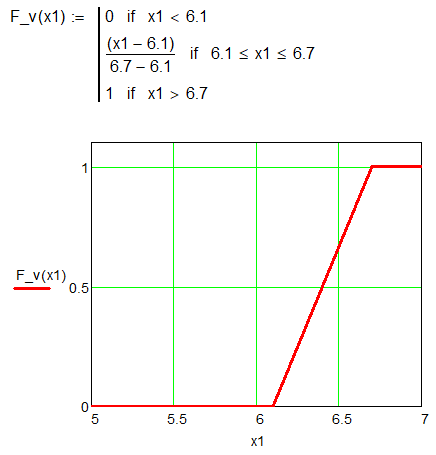 F_v(x1) := 0 if x1 < 6.1
(x1 − 6.1)
6.7 − 6.1
if 6.1 ≤ x1 ≤ 6.7
1 if x1 > 6.7
1
F_v(x1)
0.5
0
5 5.5 6 6.5 7
x1